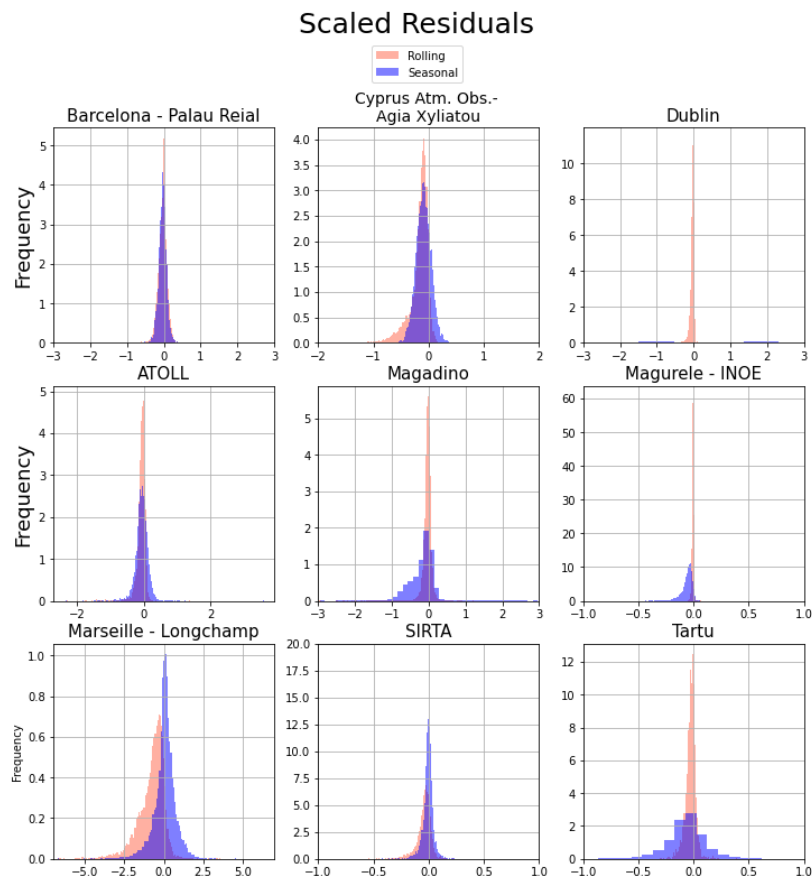 Scaled Residuals
Rolling
Seasonal
Barcelona - Palau Reial
Cyprus Atm. Obs.-
Agia Xyliatou
Dublin
Frequency
5
4
3
2
1
0
-3 -2 -1 0 1 2 3
4.0
3.5
3.0
2.5
2.0
1.5
1.0
0.5
0.0
-2 -1 0 1 2
10
8
6
4
2
0
-3 -2 -1 0 1 2 3
ATOLL
Magadino
Magurele - INOE
Frequency
5
4
3
2
1
0
-2 0 2
5
4
3
2
1
0
-3 -2 -1 0 1 2 3
60
50
40
30
20
10
0
-1.0 -0.5 0.0 0.5 1.0
Marseille - Longchamp
SIRTA
Tartu
Frequency
1.0
0.8
0.6
0.4
0.2
0.0
-5.0 -2.5 0.0 2.5 5.0
20.0
17.5
15.0
12.5
10.0
7.5
5.0
2.5
0.0
-1.0 -0.5 0.0 0.5 1.0
12
10
8
6
4
2
0
-1.0 -0.5 0.0 0.5 1.0